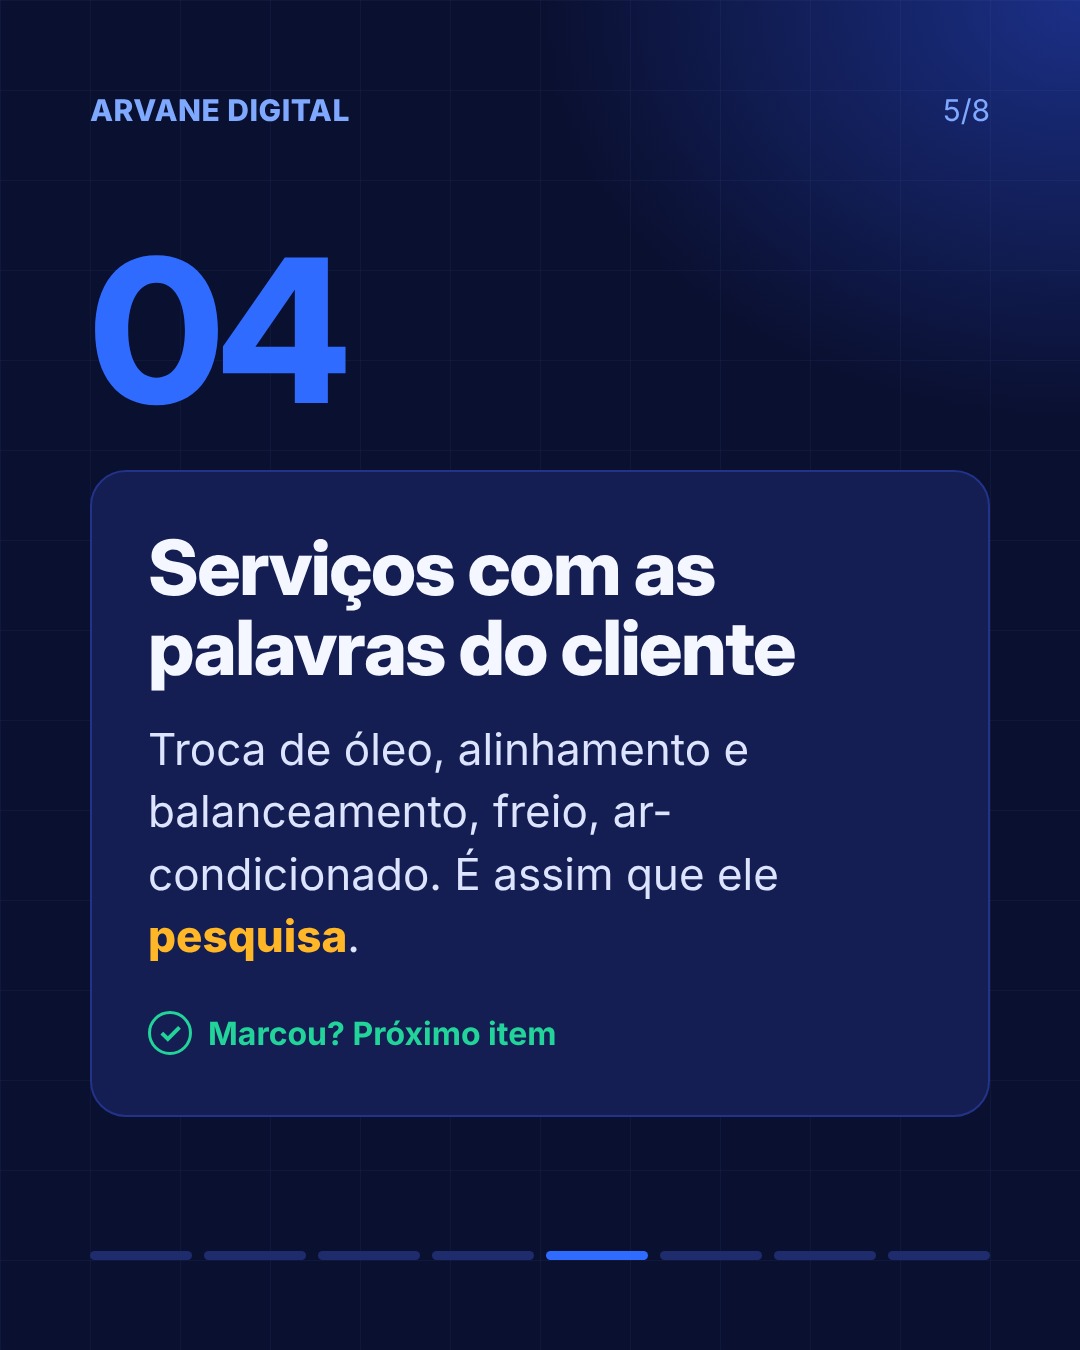 ARVANE DIGITAL
5/8
04
Serviços com as
palavras do cliente
Troca de óleo, alinhamento e
balanceamento, freio, ar-
condicionado. É assim que ele
pesquisa.
Marcou? Próximo item